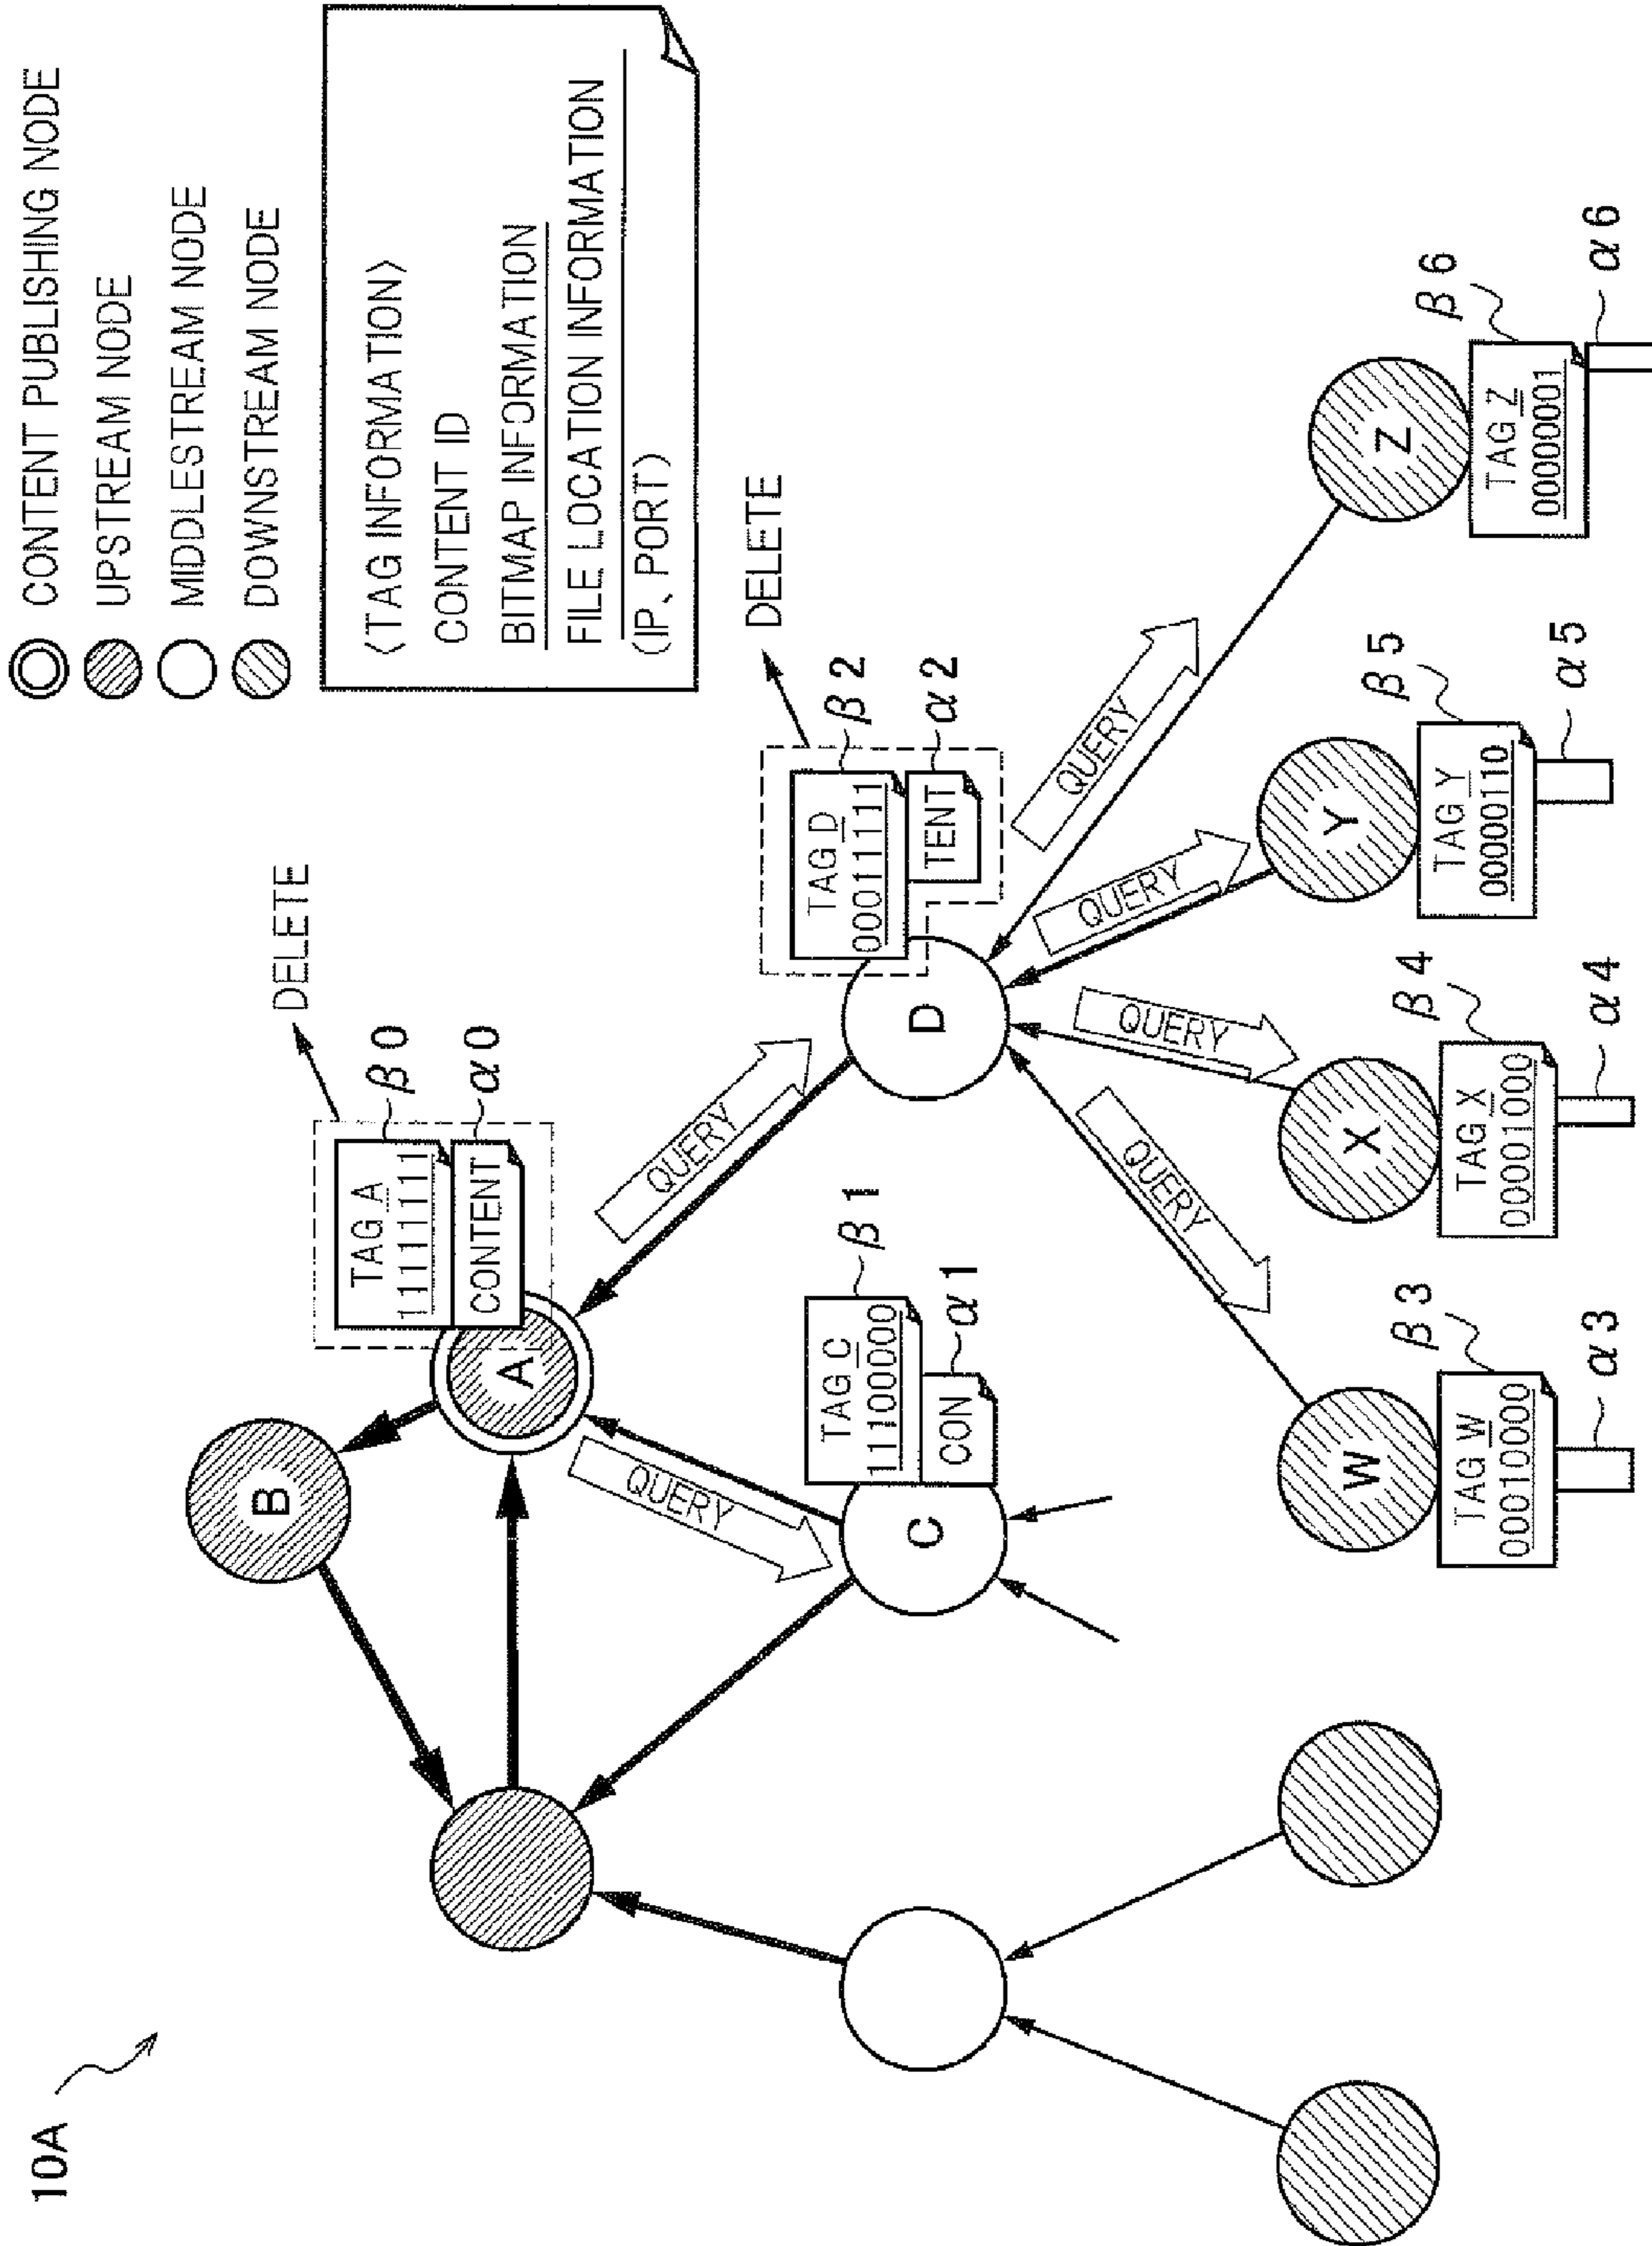 10A
CONTENT PUBLISHING NODE
UPSTREAM NODE
MIDDLESTREAM NODE
DOWNSTREAM NODE
<TAG INFORMATION>
CONTENT ID
BITMAP INFORMATION
FILE LOCATION INFORMATION
(IP、PORT)
DELETE
TAG A
11111111
CONTENT
β0
α0
B
A
QUERY
QUERY
DELETE
TAG D
00011111
TENT
β2
α2
TAG C
11100000
CON
β1
α1
C
D
QUERY
QUERY
QUERY
QUERY
W
TAG W
00010000
β3
α3
X
TAG X
00001000
β4
α4
Y
TAG Y
00000110
β5
α5
Z
TAG Z
00000001
β6
α6